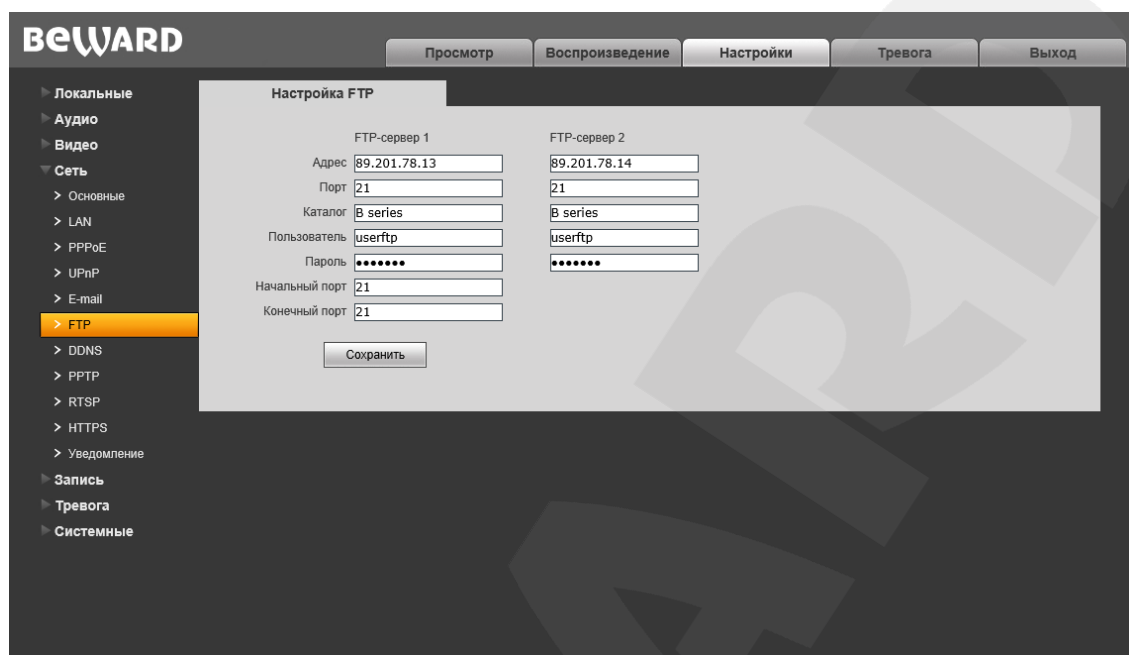 BEWARD
Просмотр Воспроизведение Настройки Тревога Выход
Локальные
Аудио
Видео
Сеть
> Основные
> LAN
> PPPoE
> UPnP
> E-mail
> FTP
> DDNS
> PPTP
> RTSP
> HTTPS
> Уведомление
Запись
Тревога
Системные
Настройка FTP
FTP-сервер 1 FTP-сервер 2
Адрес 89.201.78.13 89.201.78.14
Порт 21 21
Каталог B series B series
Пользователь userftp userftp
Пароль ●●●●●●● ●●●●●●●
Начальный порт 21
Конечный порт 21
Сохранить